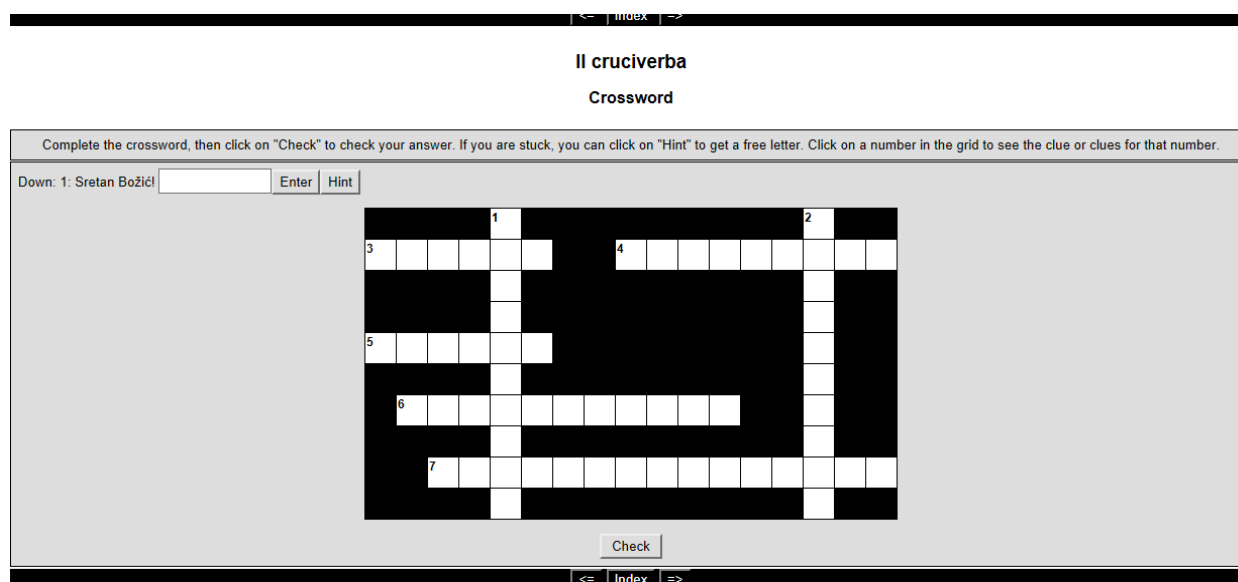 <= Index =>
Il cruciverba
Crossword
Complete the crossword, then click on "Check" to check your answer. If you are stuck, you can click on "Hint" to get a free letter. Click on a number in the grid to see the clue or clues for that number.
Down: 1: Sretan Božić! Enter Hint
1 2
3 4
5
6
7
Check
<= Index =>